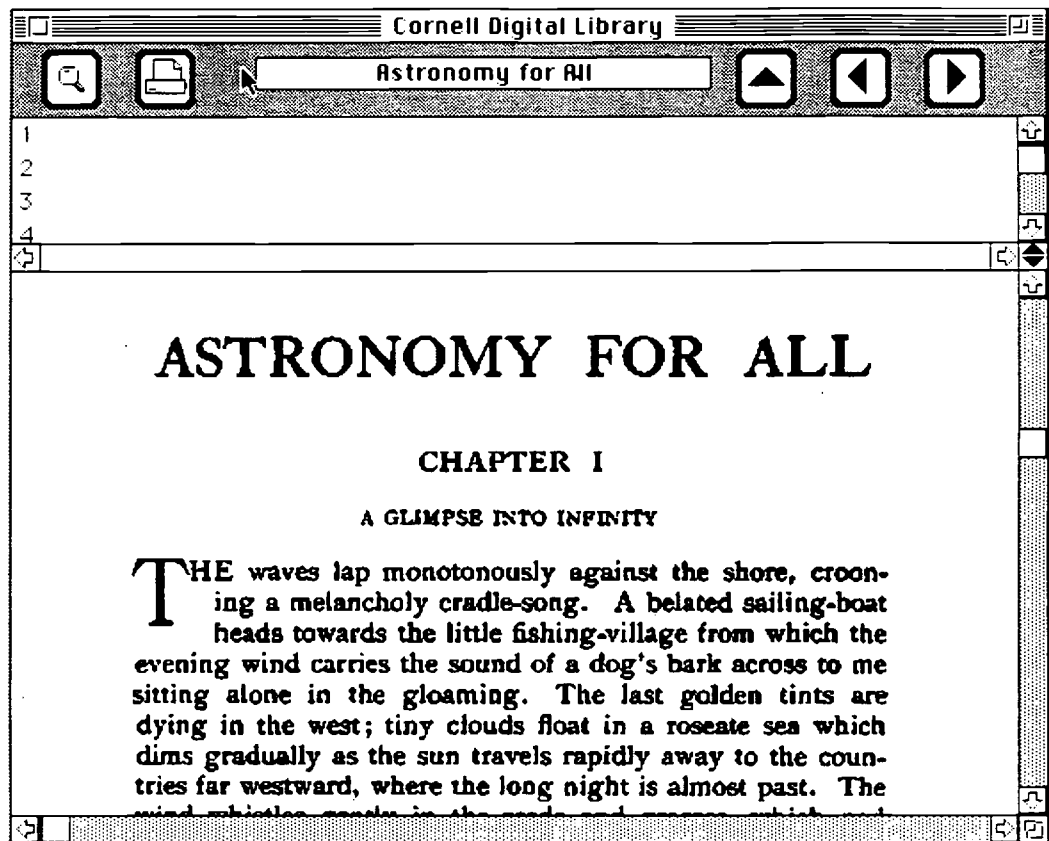 Cornell Digital Library
Astronomy for All
1
2
3
4
ASTRONOMY FOR ALL
CHAPTER I
A GLIMPSE INTO INFINITY
THE waves lap monotonously against the shore, croon-
ing a melancholy cradle-song. A belated sailing-boat
heads towards the little fishing-village from which the
evening wind carries the sound of a dog's bark across to me
sitting alone in the gloaming. The last golden tints are
dying in the west; tiny clouds float in a roseate sea which
dims gradually as the sun travels rapidly away to the coun-
tries far westward, where the long night is almost past. The